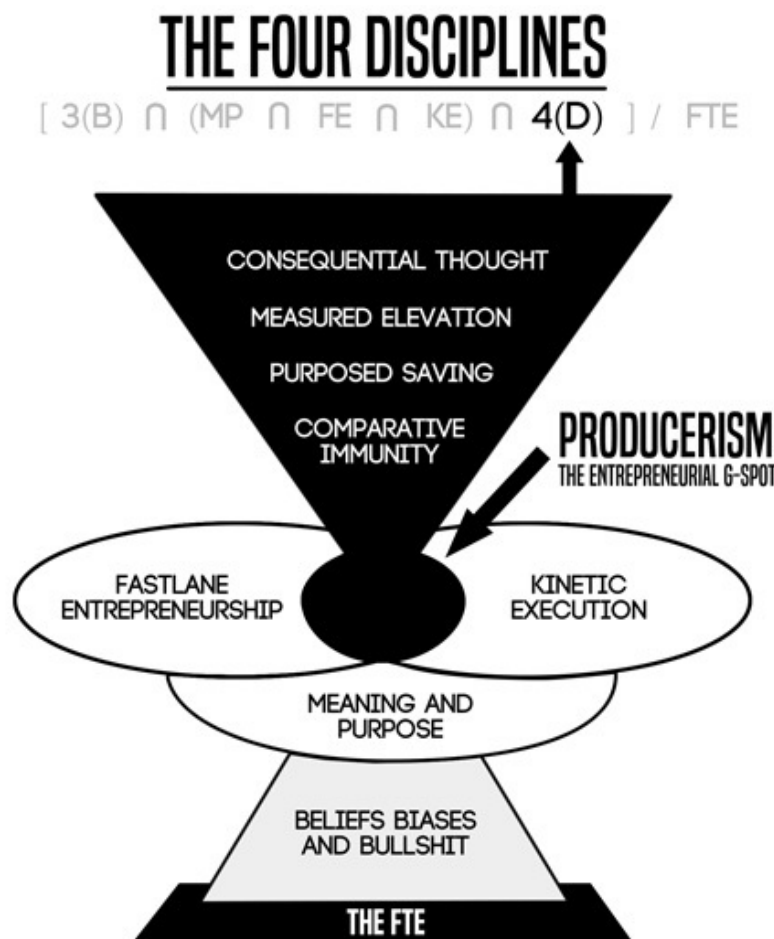 THE FOUR DISCIPLINES
[ 3(B) ∩ (MP ∩ FE ∩ KE) ∩ 4(D) ] / FTE
CONSEQUENTIAL THOUGHT
MEASURED ELEVATION
PURPOSED SAVING
COMPARATIVE
IMMUNITY
PRODUCERISM
THE ENTREPRENEURIAL G-SPOT
FASTLANE
ENTREPRENEURSHIP
KINETIC
EXECUTION
MEANING AND
PURPOSE
BELIEFS BIASES
AND BULLSHIT
THE FTE